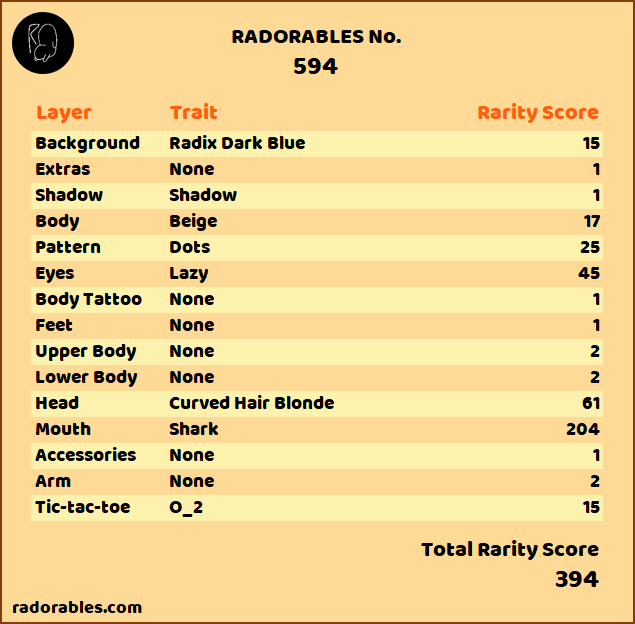 RADORABLES No.
594
Layer Trait Rarity Score
Background Radix Dark Blue 15
Extras None 1
Shadow Shadow 1
Body Beige 17
Pattern Dots 25
Eyes Lazy 45
Body Tattoo None 1
Feet None 1
Upper Body None 2
Lower Body None 2
Head Curved Hair Blonde 61
Mouth Shark 204
Accessories None 1
Arm None 2
Tic-tac-toe O_2 15
Total Rarity Score
394
radorables.com